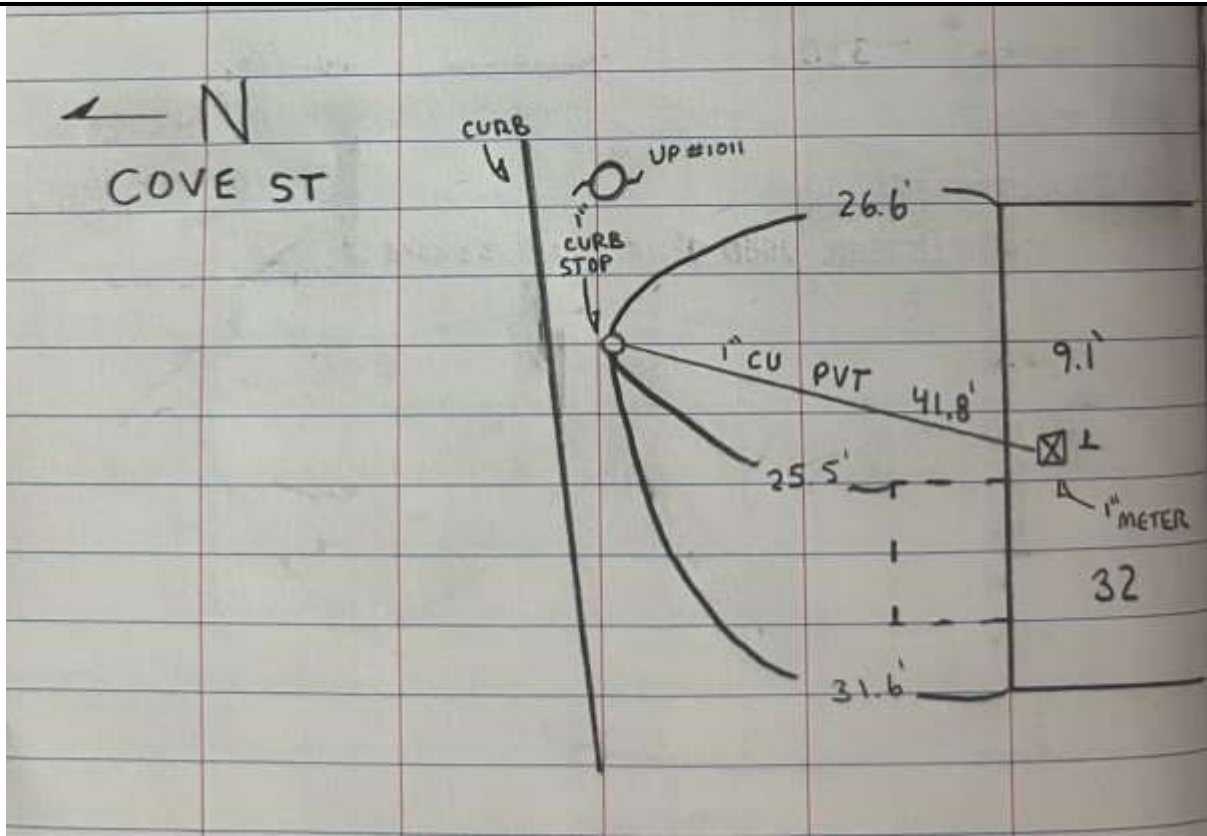 N
COVE ST
CURB
UP #1011
1"
CURB
STOP
26.6'
1" CU PVT 41.8'
9.1'
25.5'
1" METER
32
31.6'